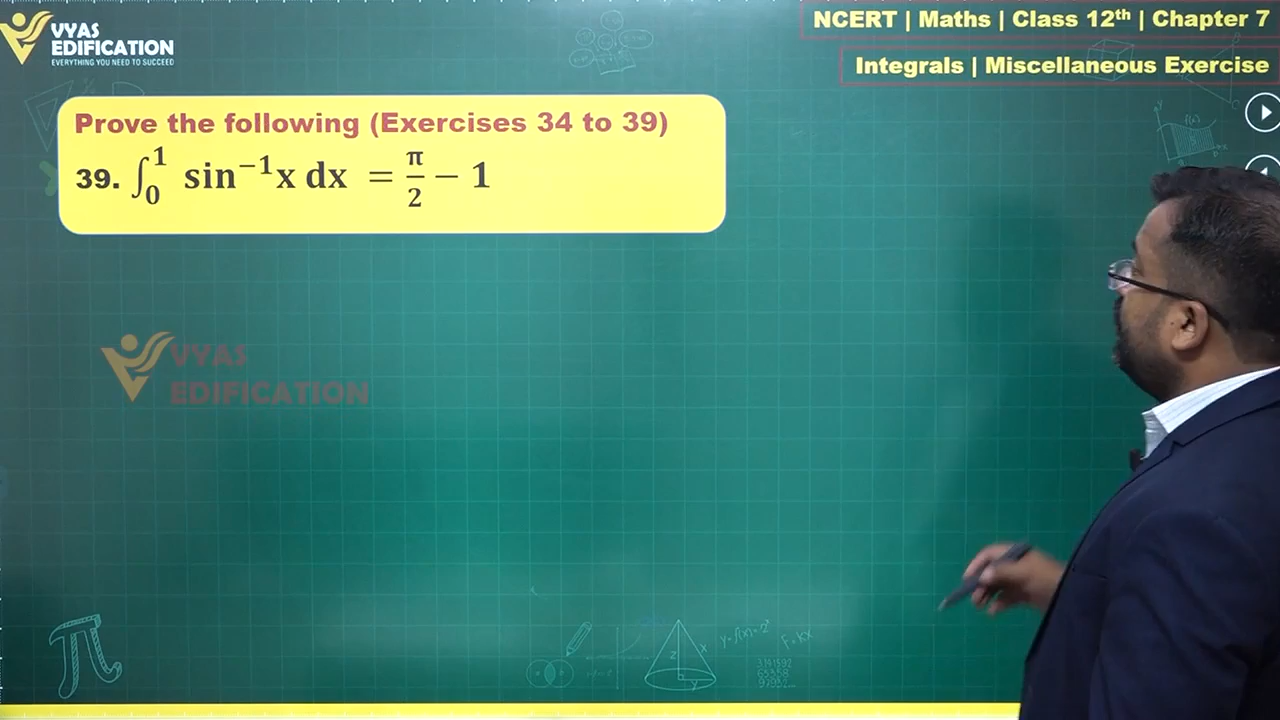 VYAS
EDIFICATION
EVERYTHING YOU NEED TO SUCCEED
NCERT | Maths | Class 12ᵗʰ | Chapter 7
Integrals | Miscellaneous Exercise
Prove the following (Exercises 34 to 39)
39. ∫₀¹ sin⁻¹x dx = π/2 − 1
VYAS
EDIFICATION
π